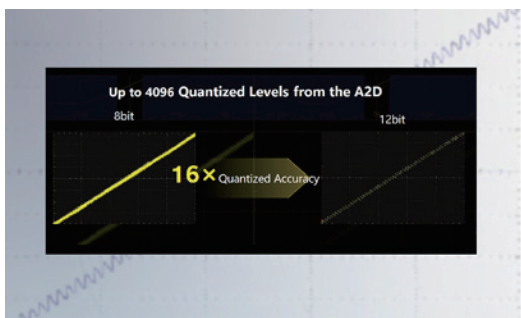 Up to 4096 Quantized Levels from the A2D
8bit
12bit
16× Quantized Accuracy